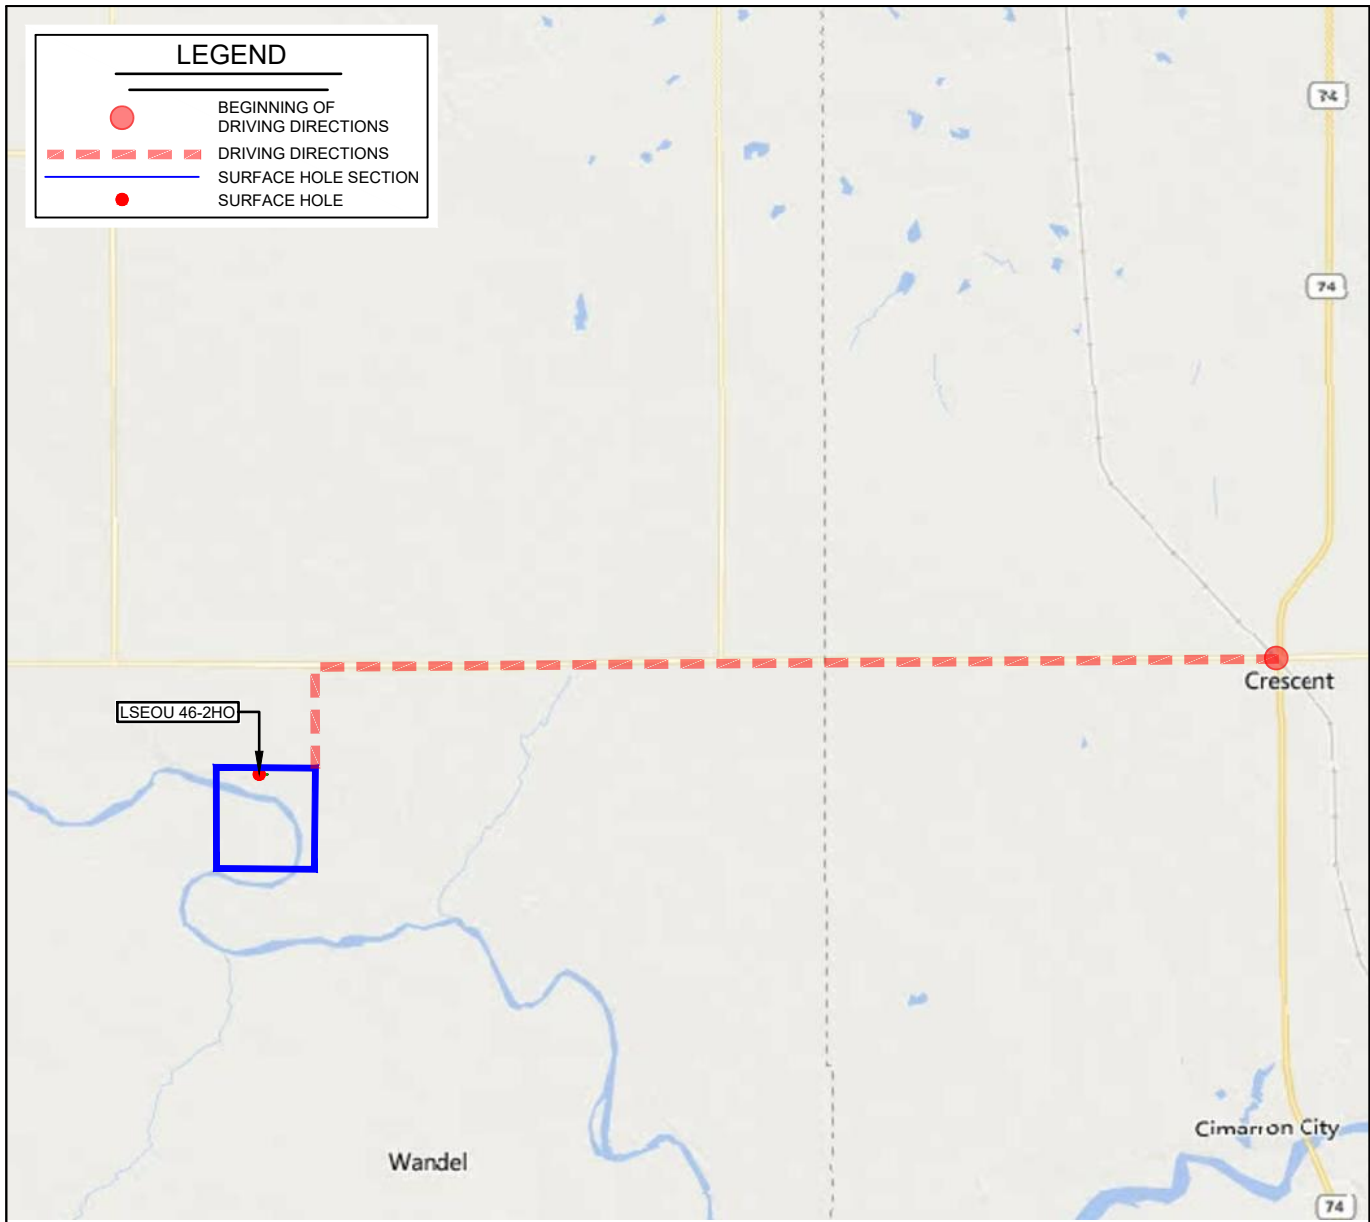 LEGEND
BEGINNING OF
DRIVING DIRECTIONS
DRIVING DIRECTIONS
SURFACE HOLE SECTION
SURFACE HOLE
74
74
Crescent
LSEOU 46-2HO
Cimarron City
Wandel
74